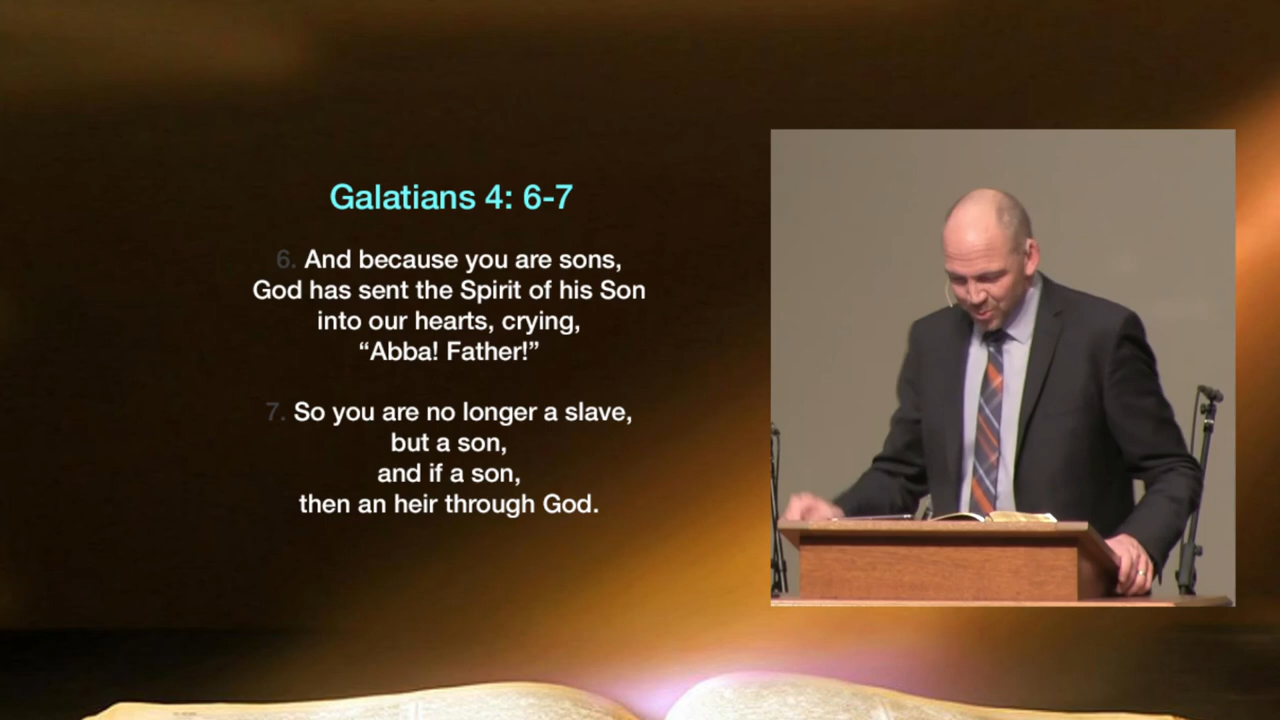 Galatians 4: 6-7
6. And because you are sons,
God has sent the Spirit of his Son
into our hearts, crying,
“Abba! Father!”
7. So you are no longer a slave,
but a son,
and if a son,
then an heir through God.